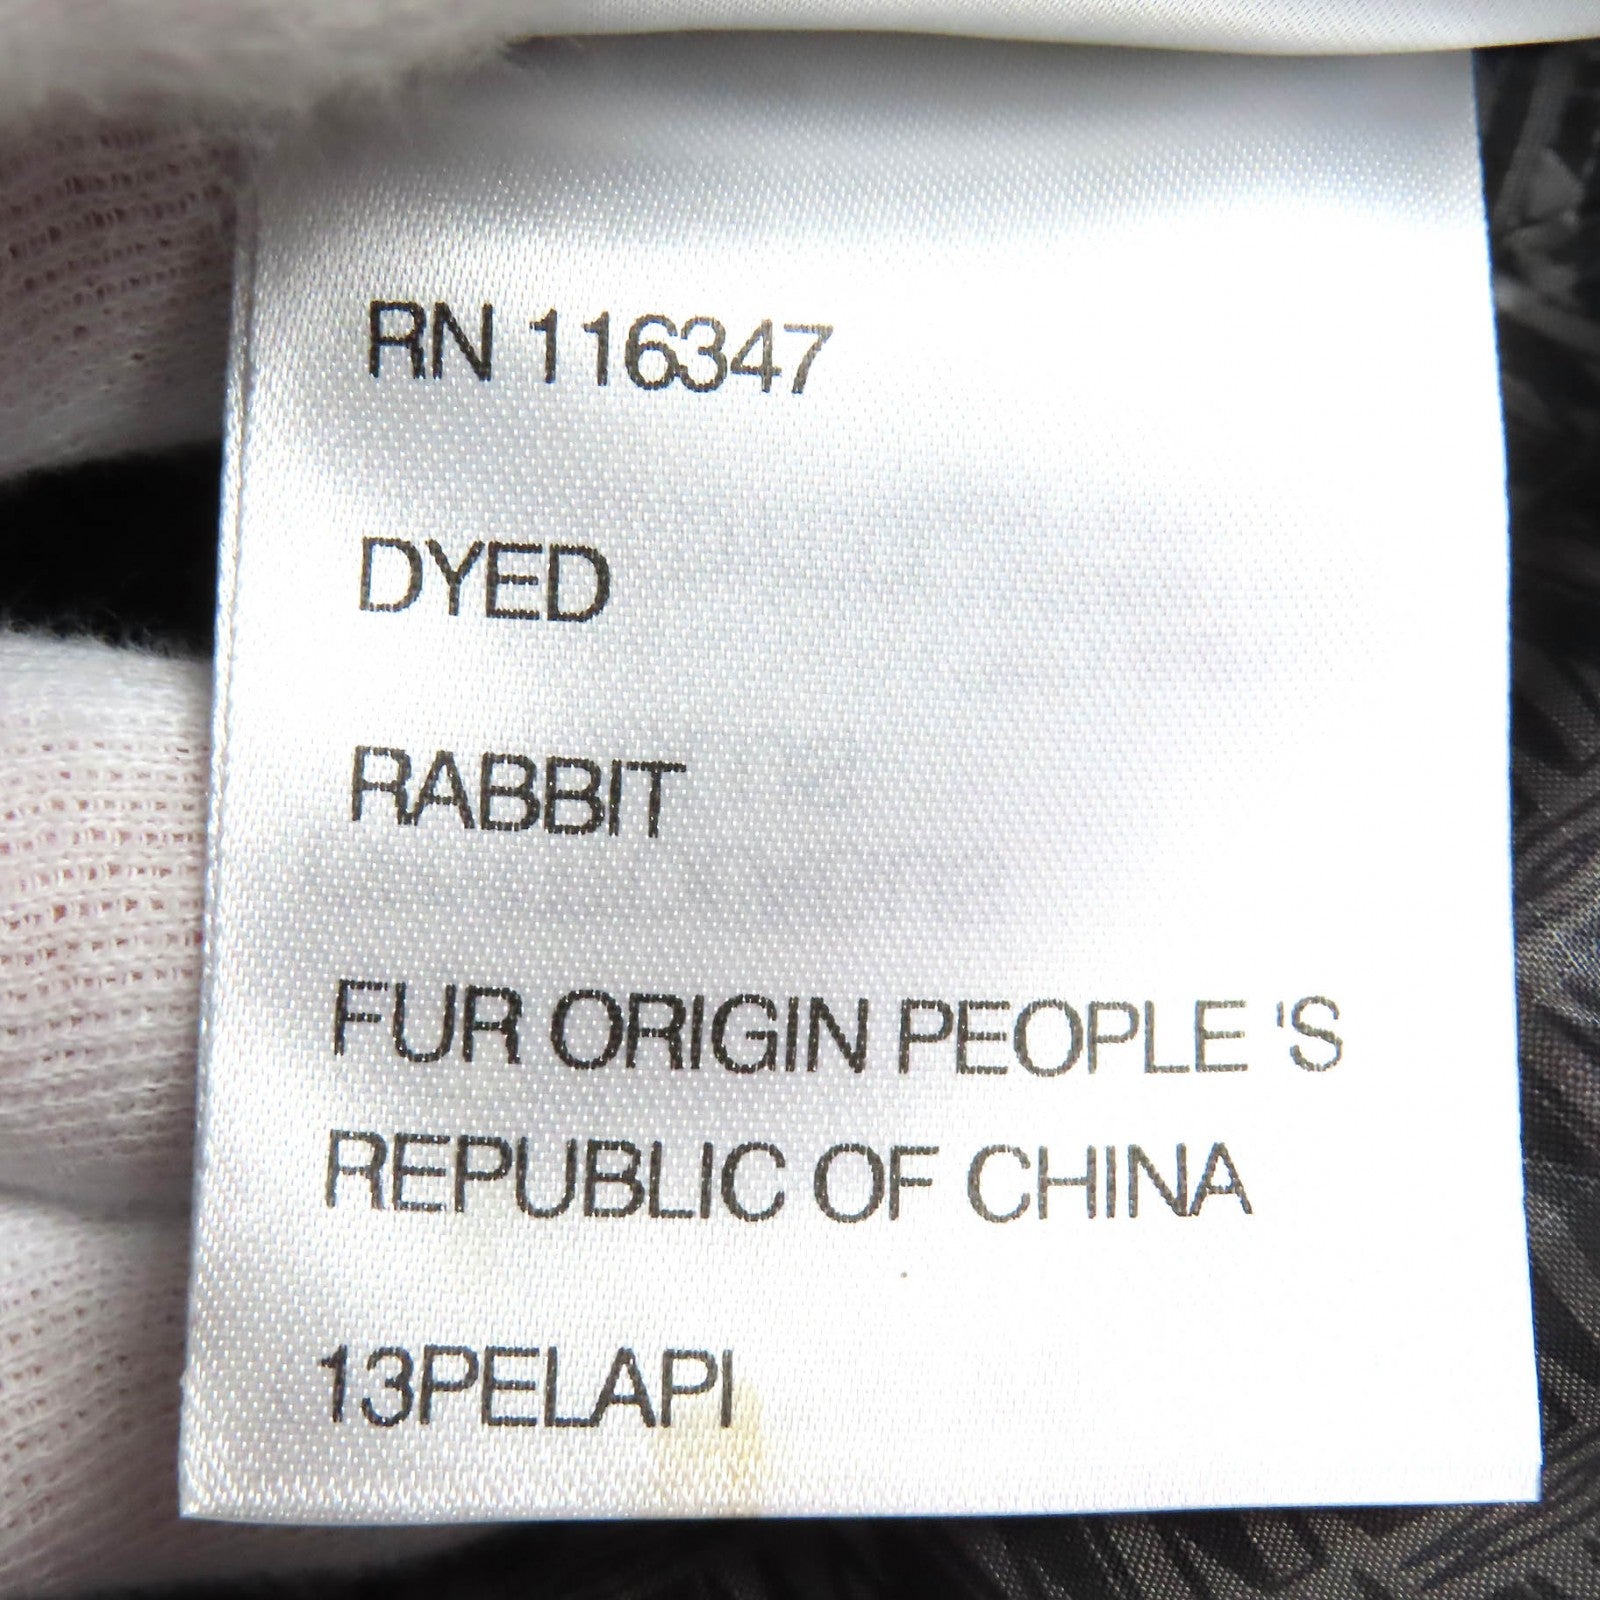 RN 116347
DYED
RABBIT
FUR ORIGIN PEOPLE 'S
REPUBLIC OF CHINA
13PELAPI